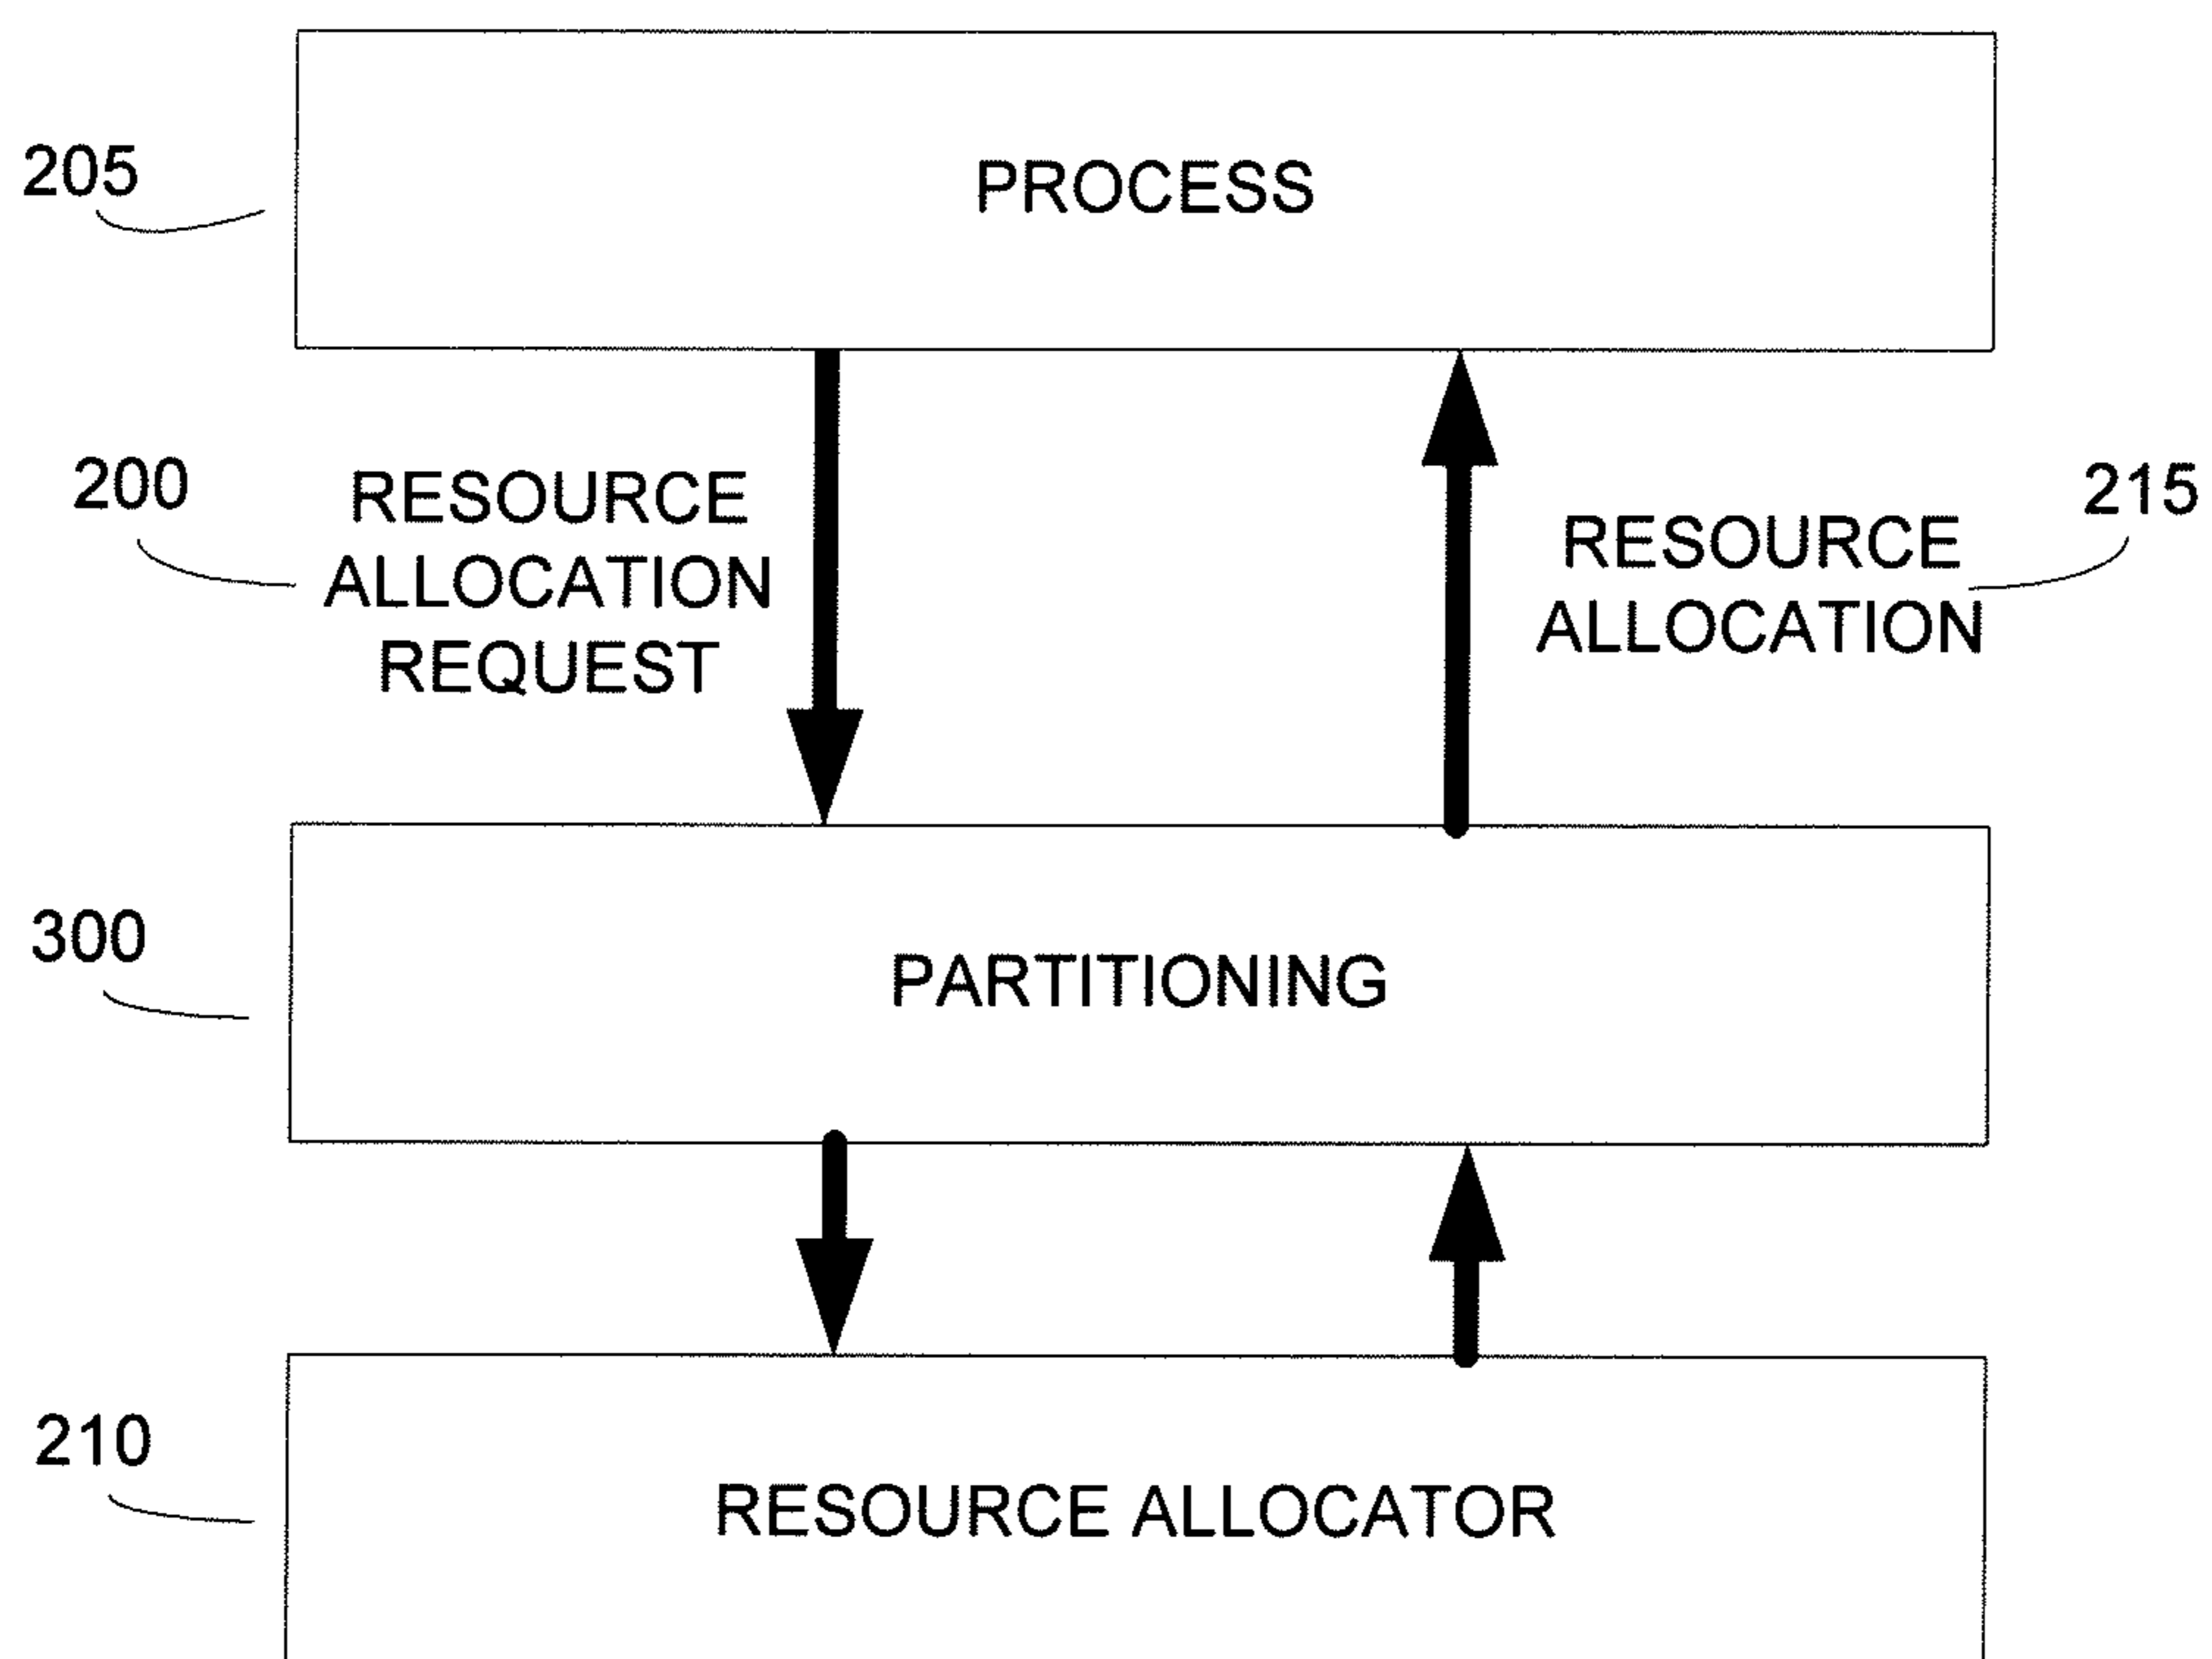 PROCESS
205
200
RESOURCE
ALLOCATION
REQUEST
RESOURCE
ALLOCATION
215
300
PARTITIONING
210
RESOURCE ALLOCATOR